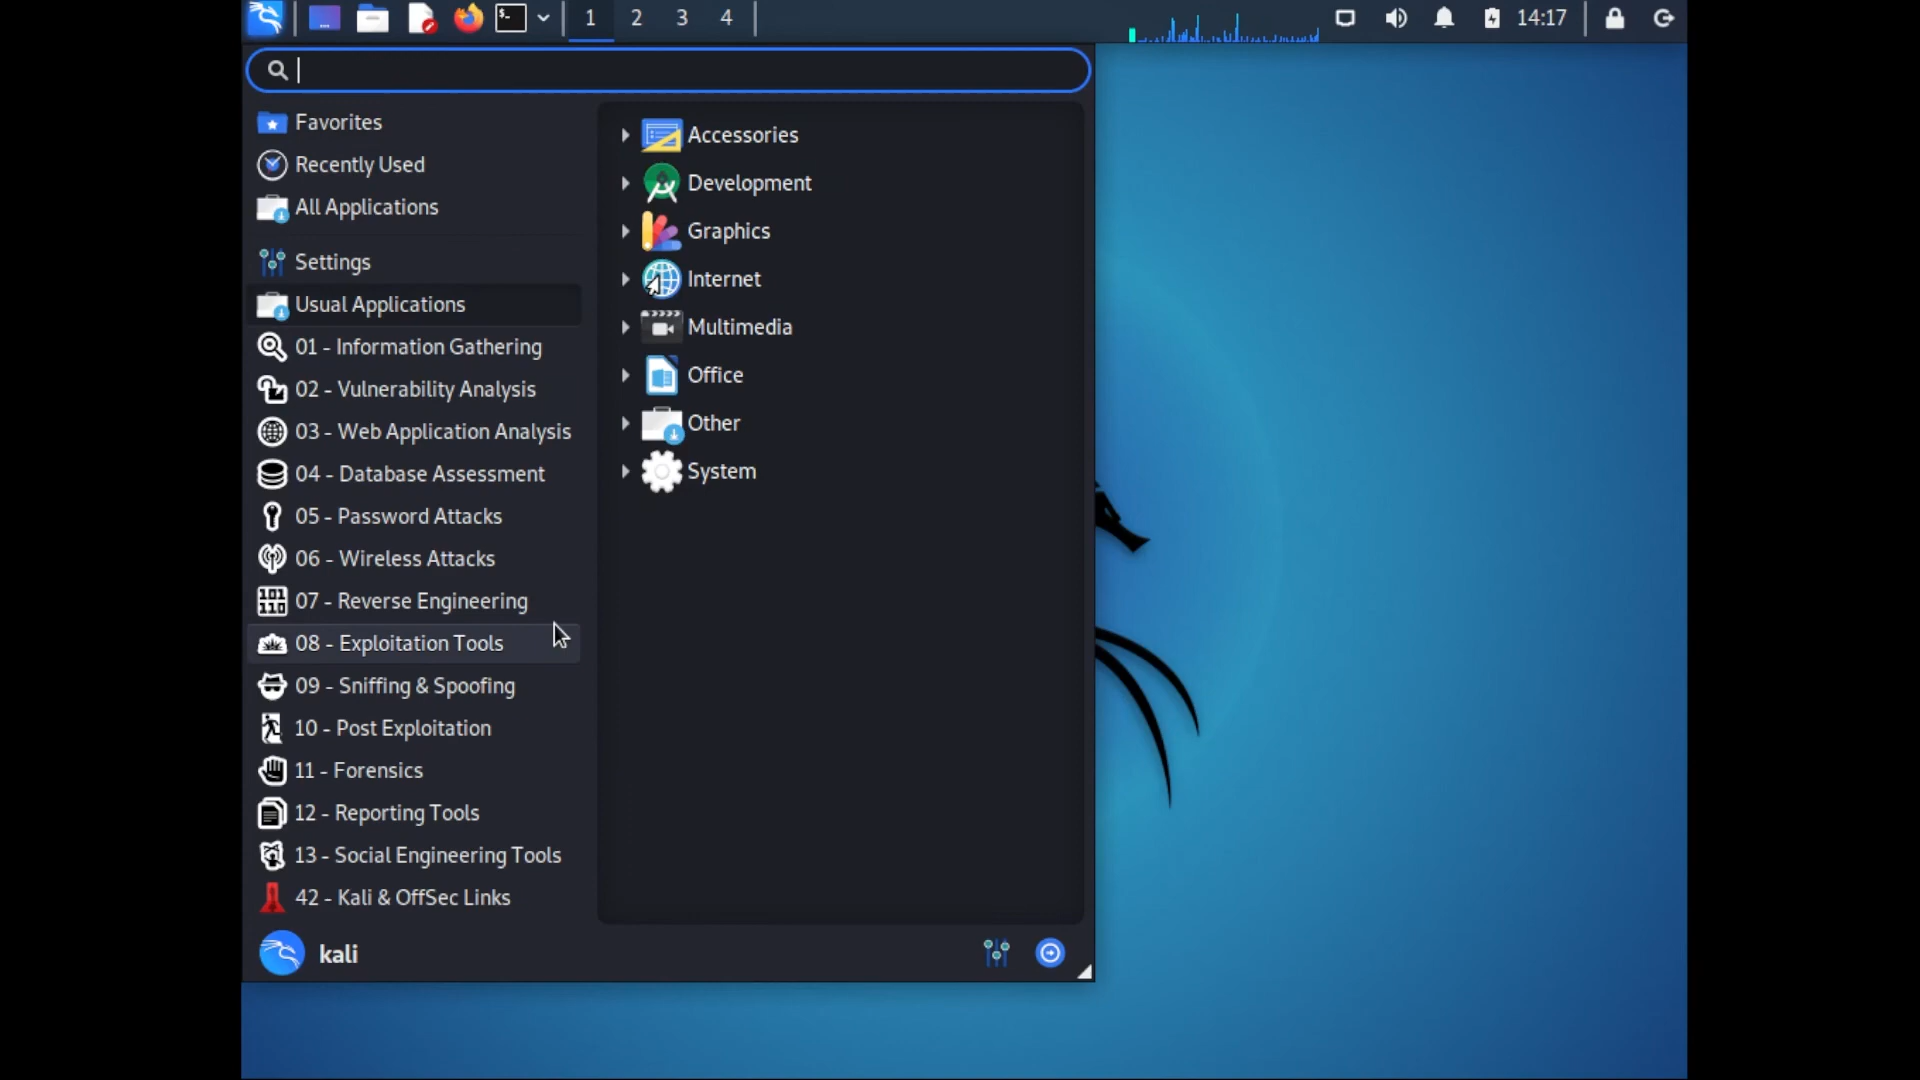 1 2 3 4
14:17
Favorites
Recently Used
All Applications
Settings
Usual Applications
01 - Information Gathering
02 - Vulnerability Analysis
03 - Web Application Analysis
04 - Database Assessment
05 - Password Attacks
06 - Wireless Attacks
07 - Reverse Engineering
08 - Exploitation Tools
09 - Sniffing & Spoofing
10 - Post Exploitation
11 - Forensics
12 - Reporting Tools
13 - Social Engineering Tools
42 - Kali & OffSec Links
Accessories
Development
Graphics
Internet
Multimedia
Office
Other
System
kali